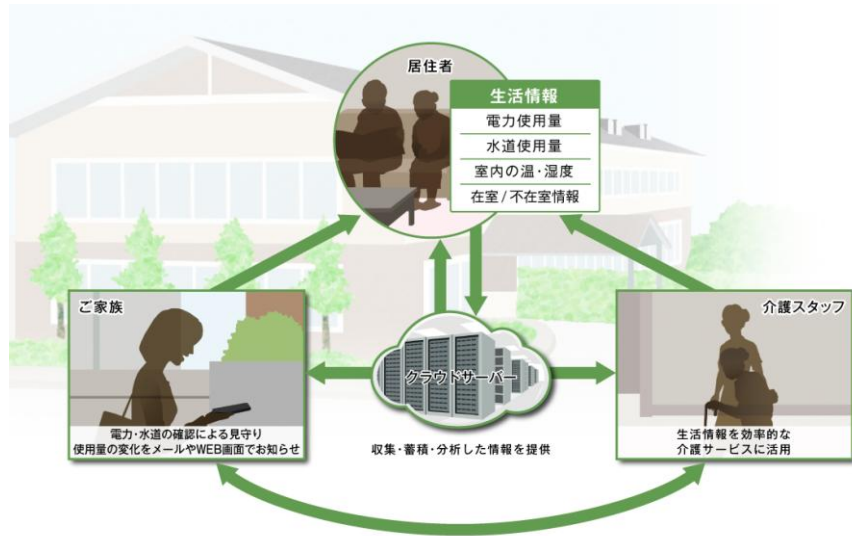 居住者
生活情報
電力使用量
水道使用量
室内の温・湿度
在室/不在室情報
ご家族
電力・水道の確認による見守り
使用量の変化をメールやWEB画面でお知らせ
クラウドサーバー
収集・蓄積・分析した情報を提供
介護スタッフ
生活情報を効率的な
介護サービスに活用